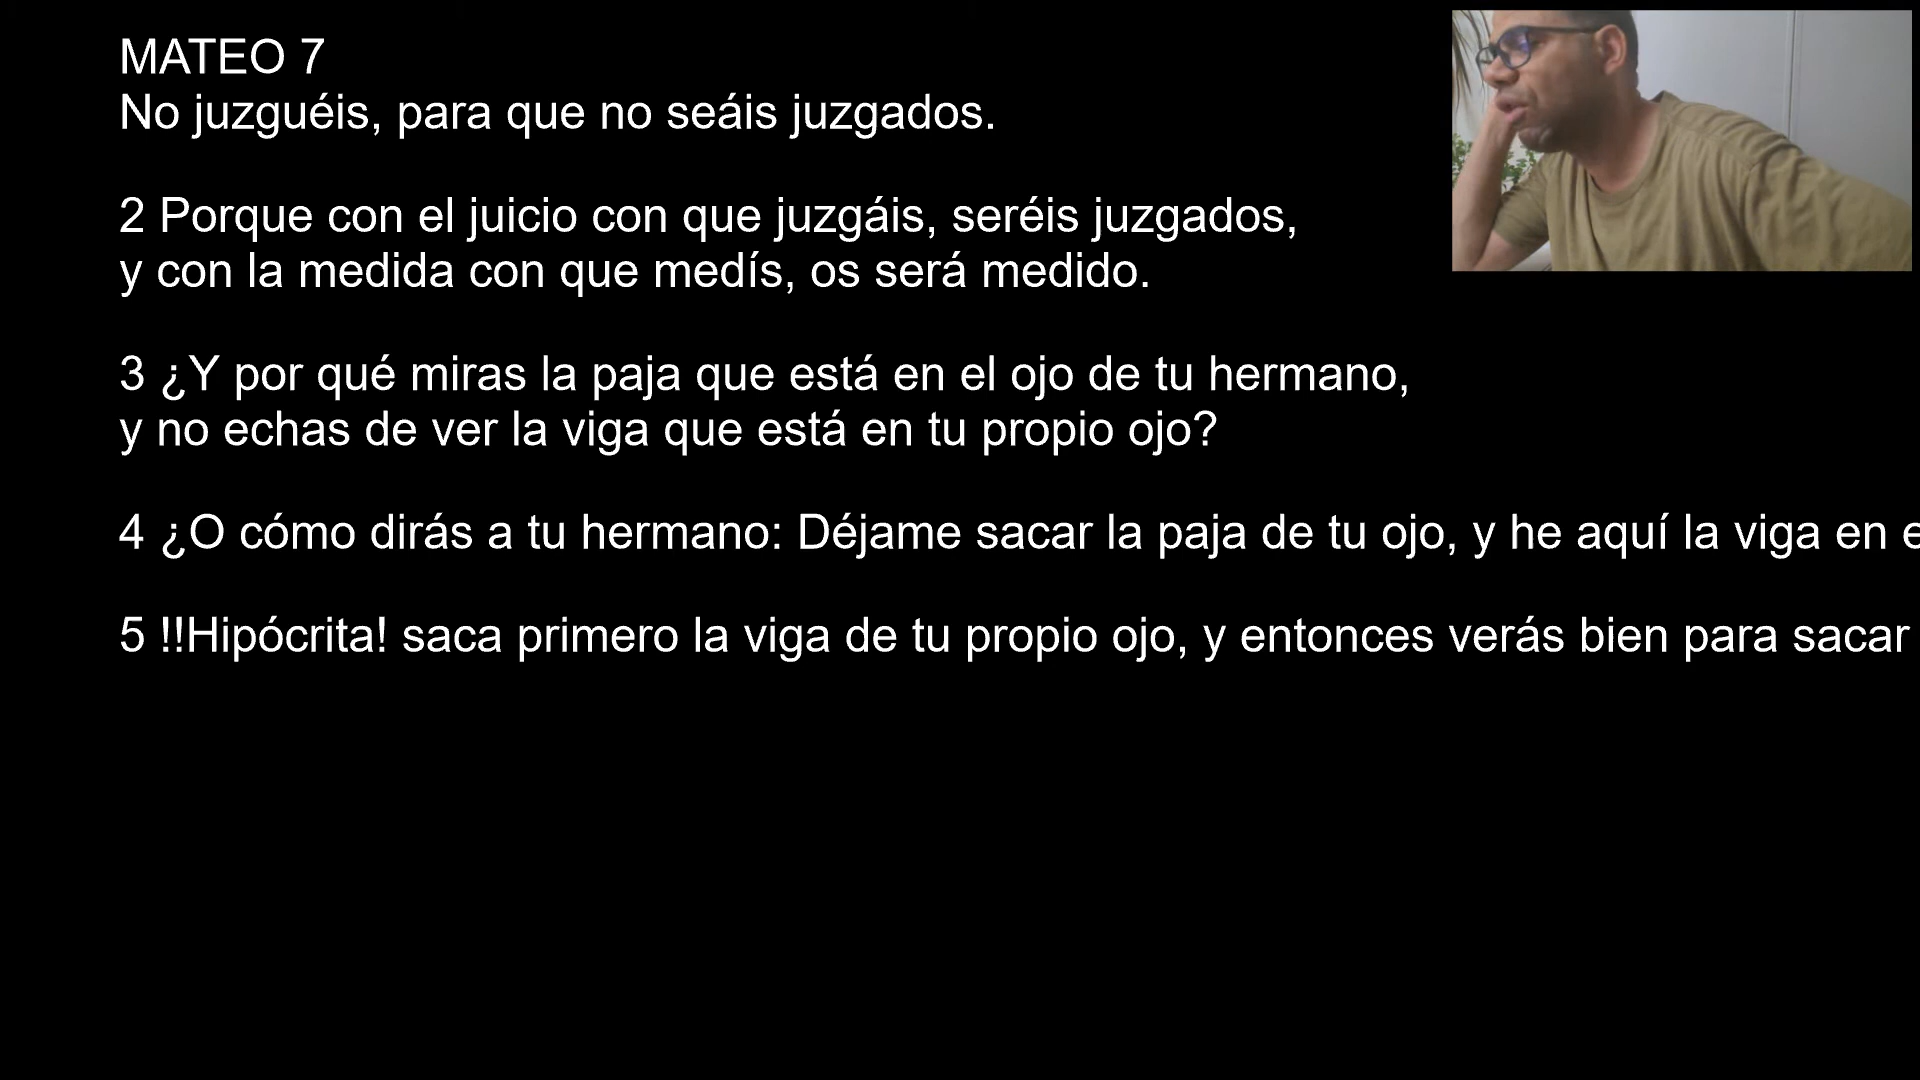 MATEO 7
No juzguéis, para que no seáis juzgados.
2 Porque con el juicio con que juzgáis, seréis juzgados,
y con la medida con que medís, os será medido.
3 ¿Y por qué miras la paja que está en el ojo de tu hermano,
y no echas de ver la viga que está en tu propio ojo?
4 ¿O cómo dirás a tu hermano: Déjame sacar la paja de tu ojo, y he aquí la viga en
5 !!Hipócrita! saca primero la viga de tu propio ojo, y entonces verás bien para sacar